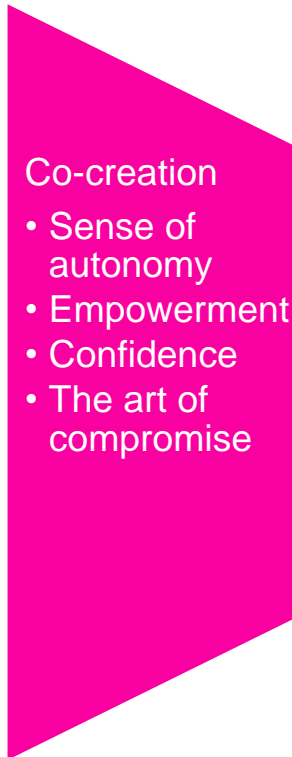 Co-creation
• Sense of
autonomy
• Empowerment
• Confidence
• The art of
compromise